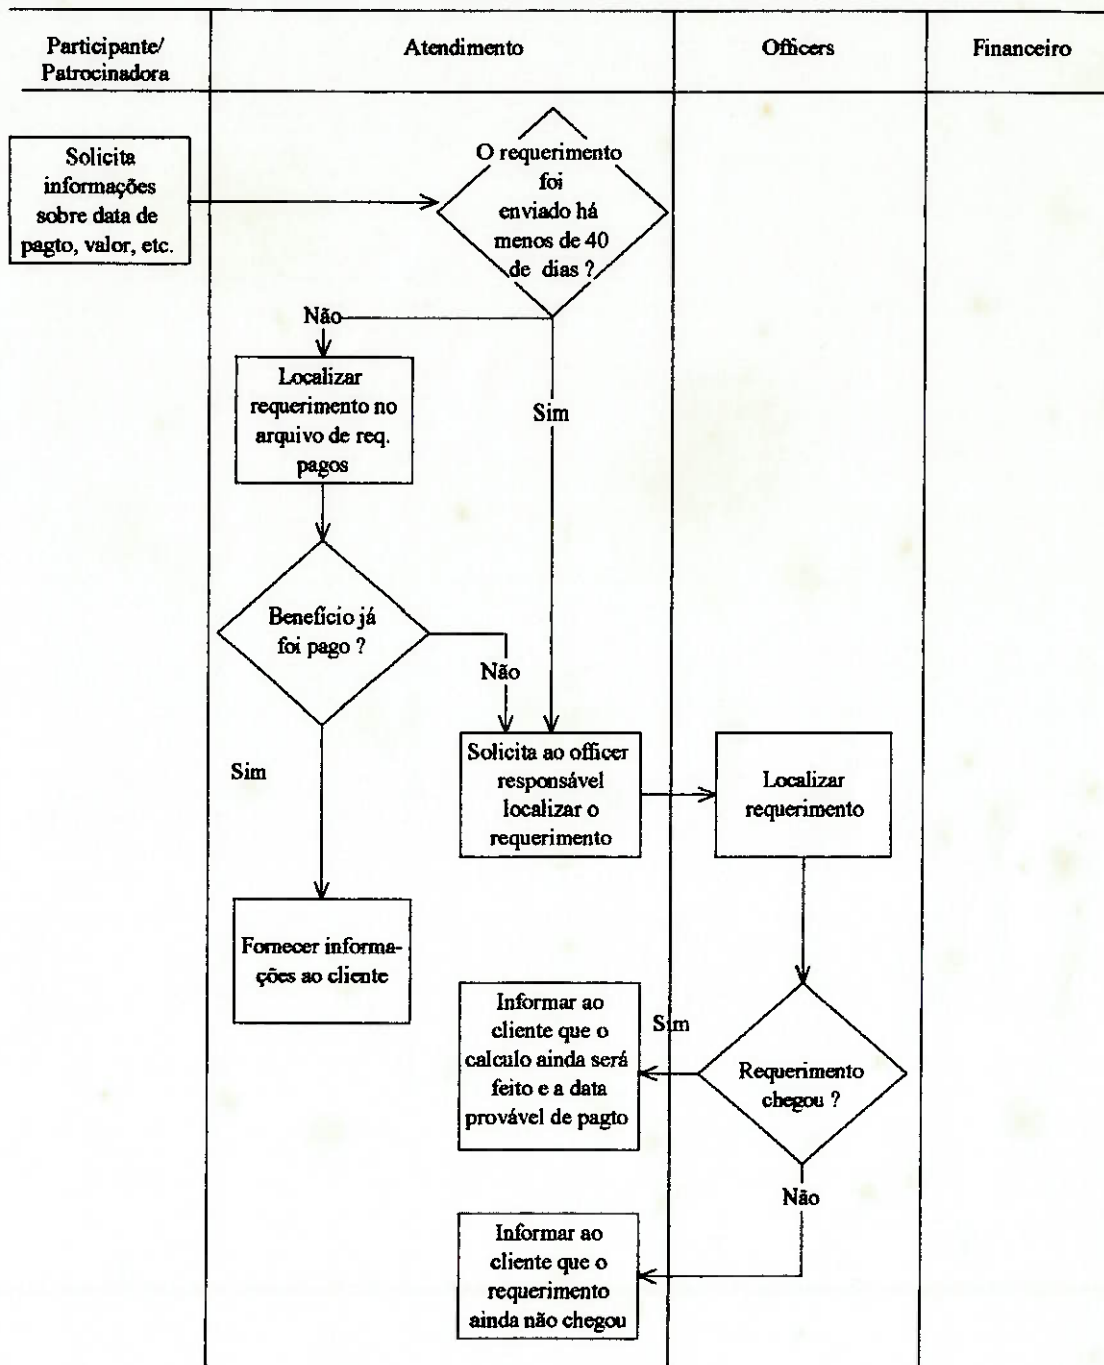 Participante/
Patrocinadora
Atendimento
Officers
Financeiro
Solicita
informações
sobre data de
pagto, valor, etc.
O requerimento
foi
enviado há
menos de 40
de dias ?
Não
Sim
Localizar
requerimento no
arquivo de req.
pagos
Benefício já
foi pago ?
Não
Sim
Solicita ao officer
responsável
localizar o
requerimento
Localizar
requerimento
Fornecer informa-
ções ao cliente
Informar ao
cliente que o
calculo ainda será
feito e a data
provável de pagto
Sim
Requerimento
chegou ?
Não
Informar ao
cliente que o
requerimento
ainda não chegou